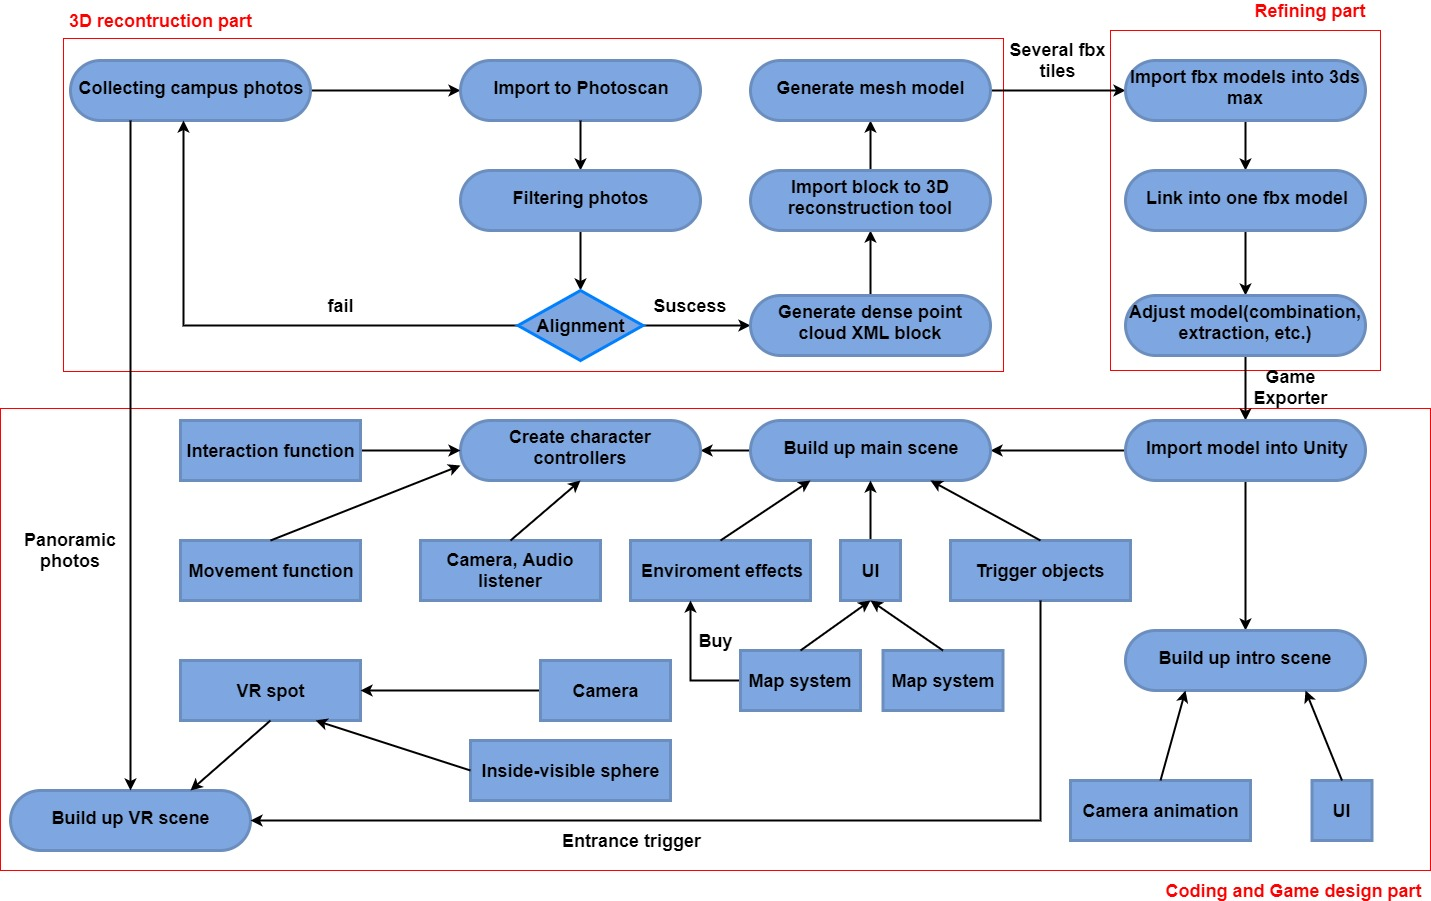 3D recontruction part
Refining part
Collecting campus photos
Import to Photoscan
Generate mesh model
Several fbx
tiles
Import fbx models into 3ds
max
Filtering photos
Import block to 3D
reconstruction tool
Link into one fbx model
fail
Alignment
Suscess
Generate dense point
cloud XML block
Adjust model(combination,
extraction, etc.)
Game
Exporter
Interaction function
Create character
controllers
Build up main scene
Import model into Unity
Panoramic
photos
Movement function
Camera, Audio
listener
Enviroment effects
UI
Trigger objects
Buy
VR spot
Camera
Map system
Map system
Build up intro scene
Inside-visible sphere
Build up VR scene
Camera animation
UI
Entrance trigger
Coding and Game design part